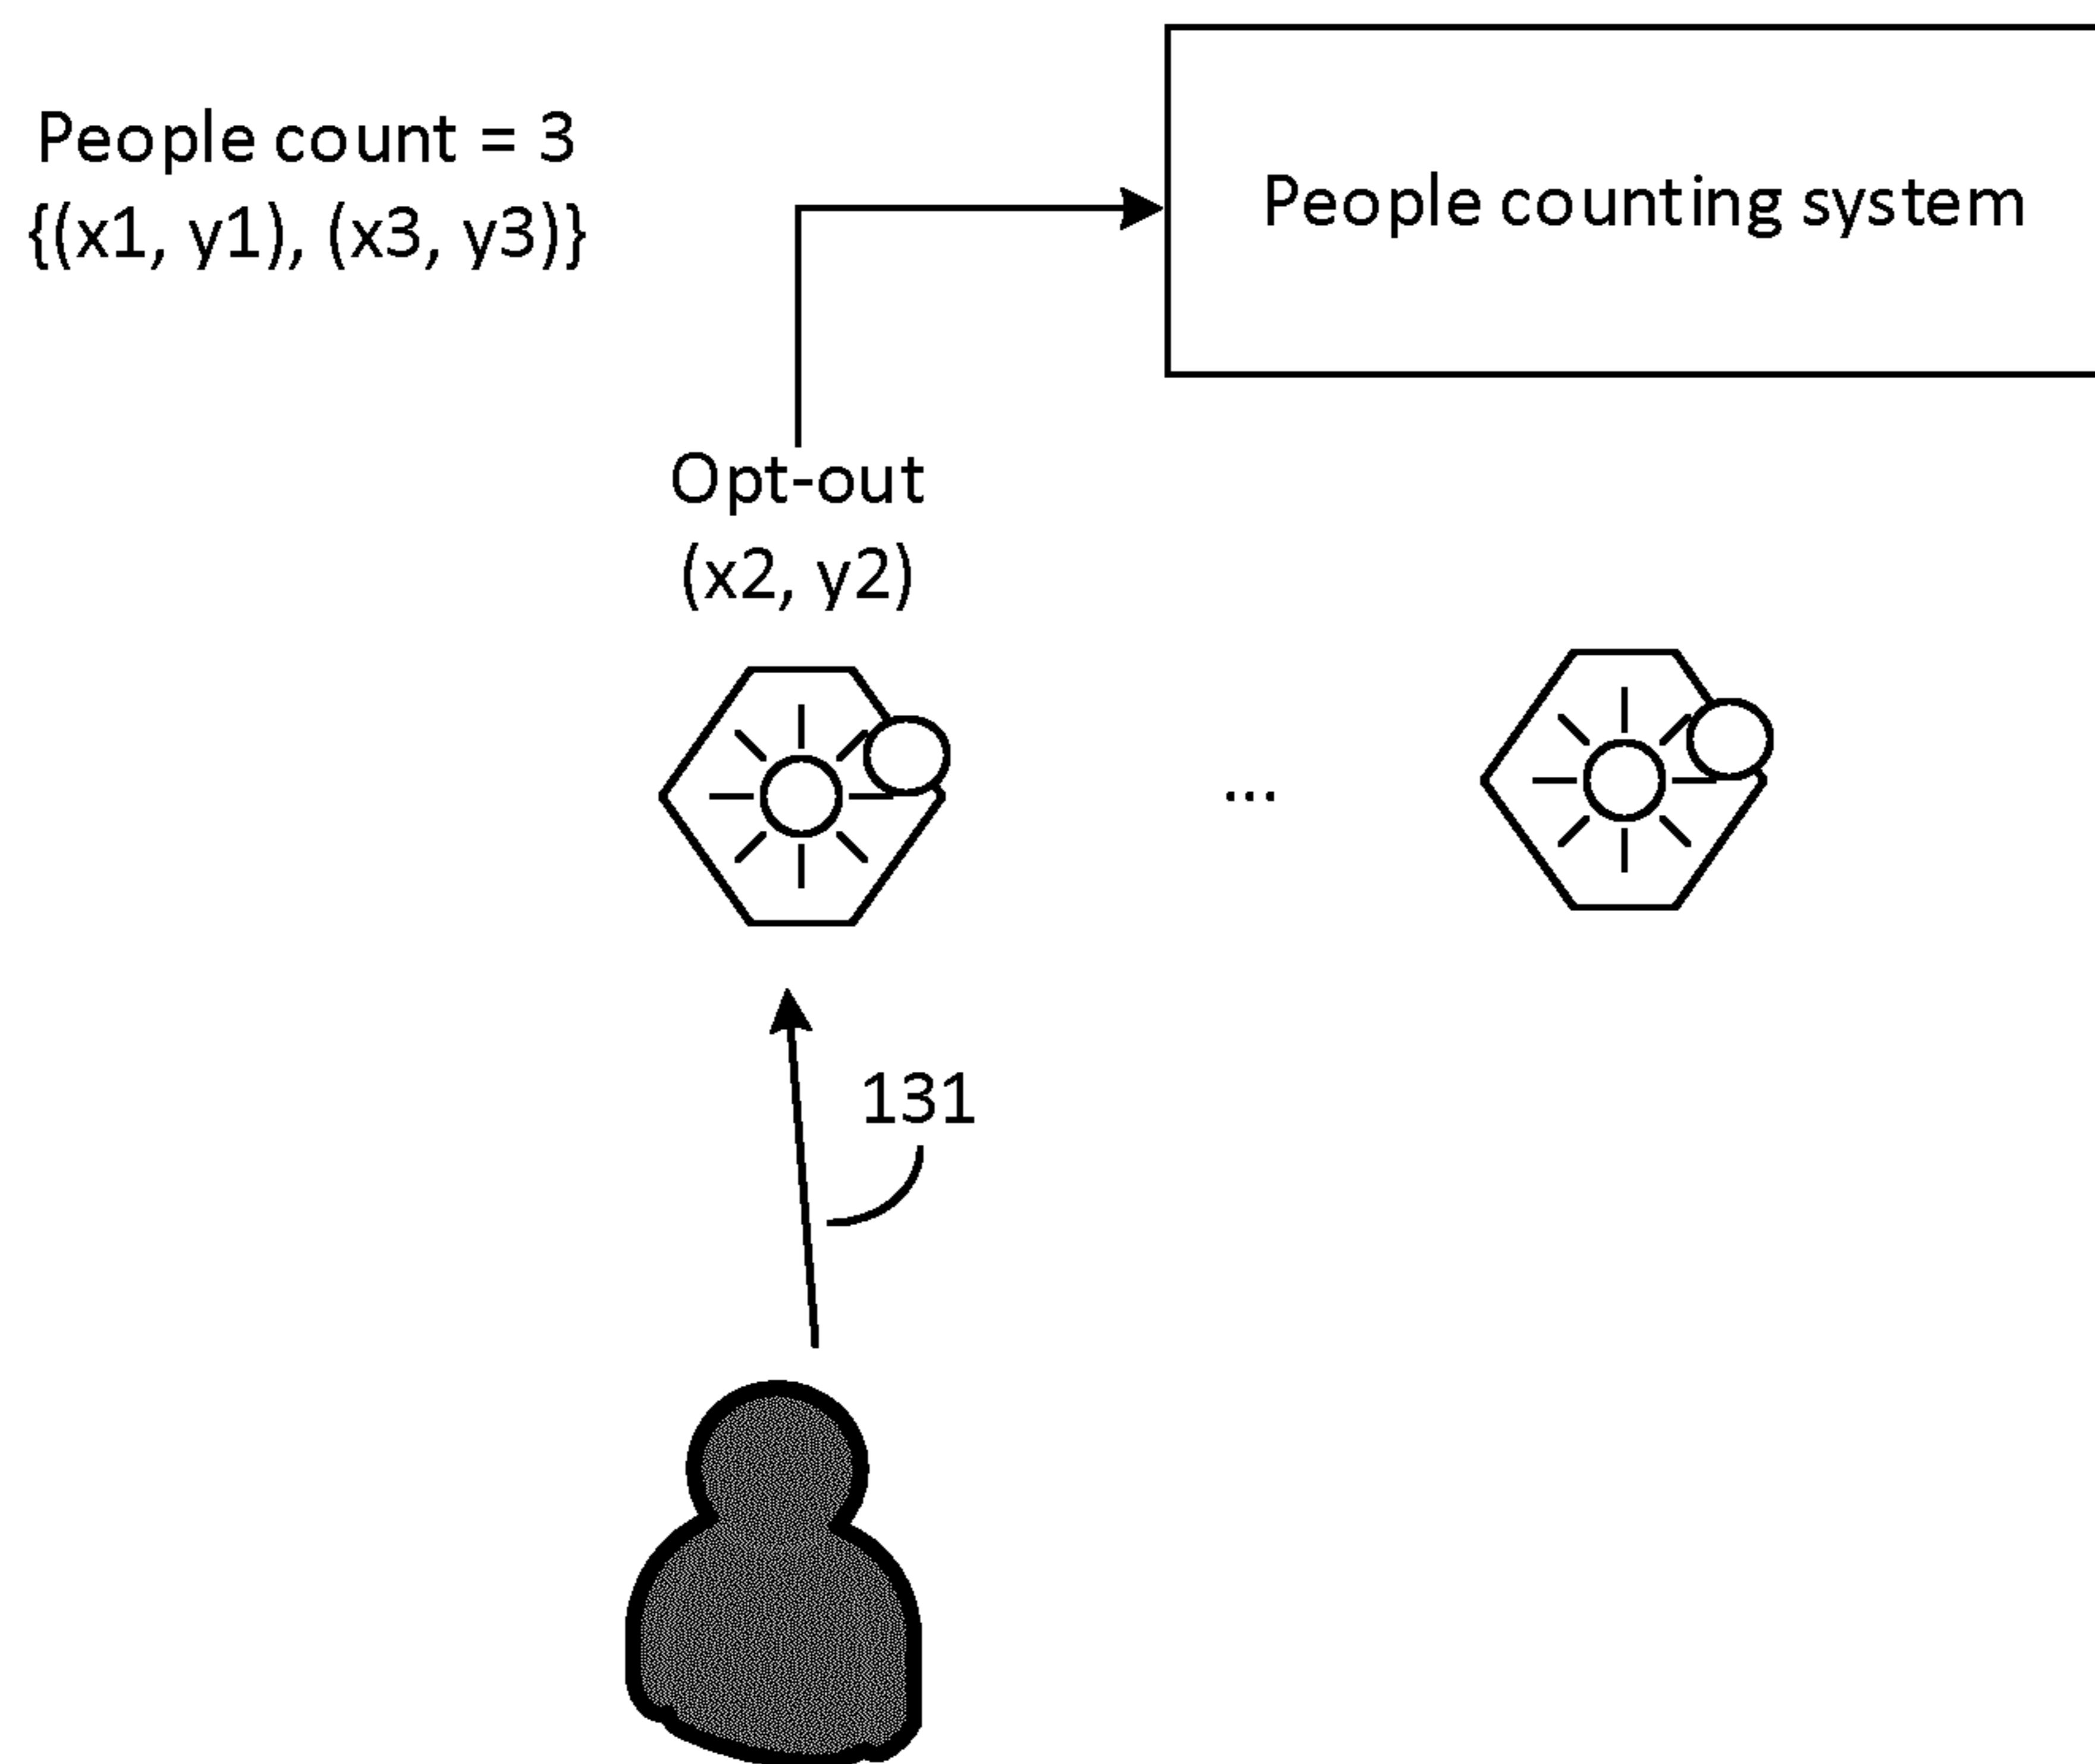 People count = 3
{(x1, y1), (x3, y3)}
People counting system
Opt-out
(x2, y2)
...
131